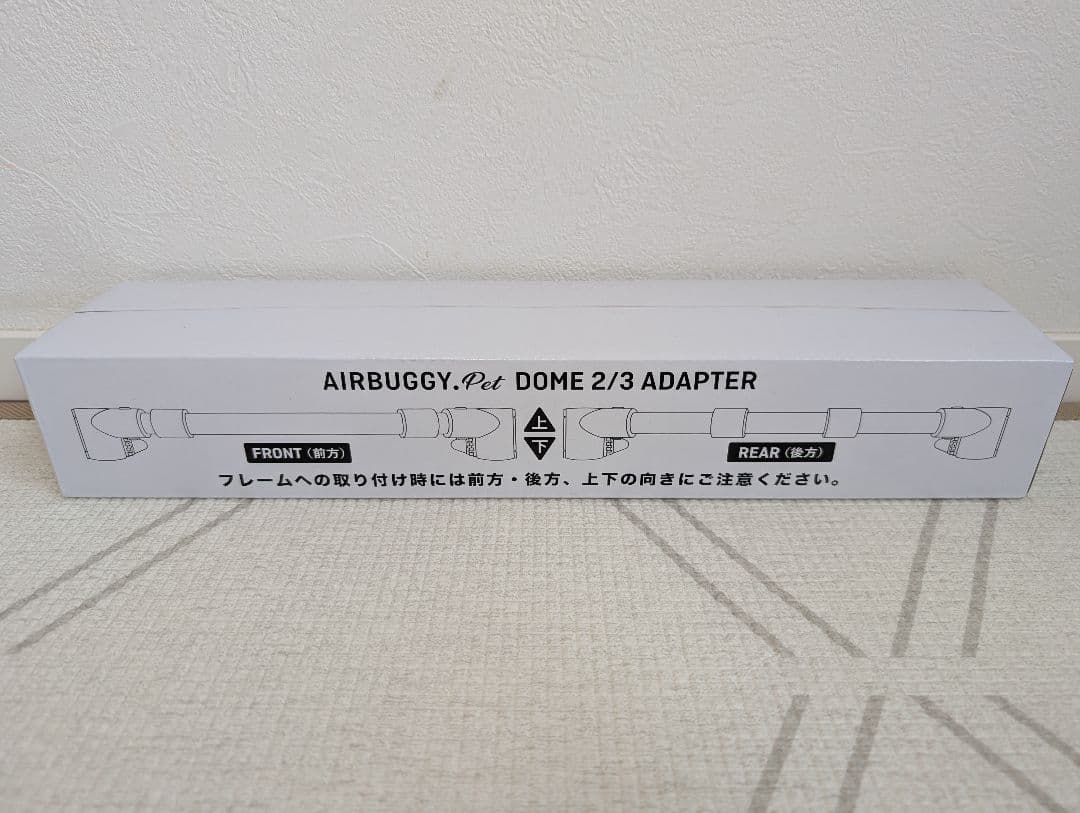 AIRBUGGY.Pet DOME 2/3 ADAPTER
上
下
FRONT（前方）
REAR（後方）
フレームへの取り付け時には前方・後方、上下の向きにご注意ください。